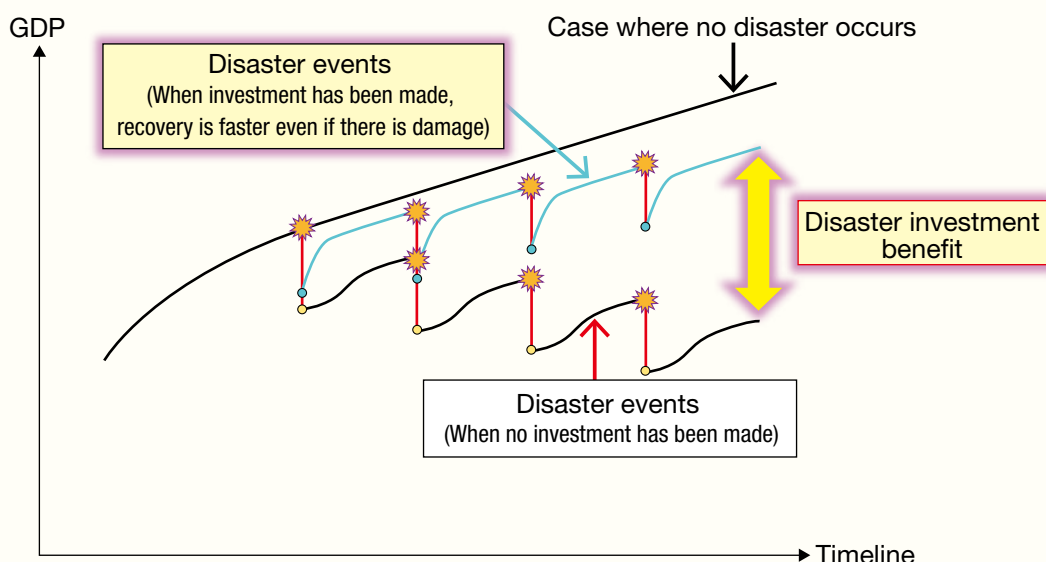 GDP
Case where no disaster occurs
Disaster events
(When investment has been made,
recovery is faster even if there is damage)
Disaster investment
benefit
Disaster events
(When no investment has been made)
Timeline